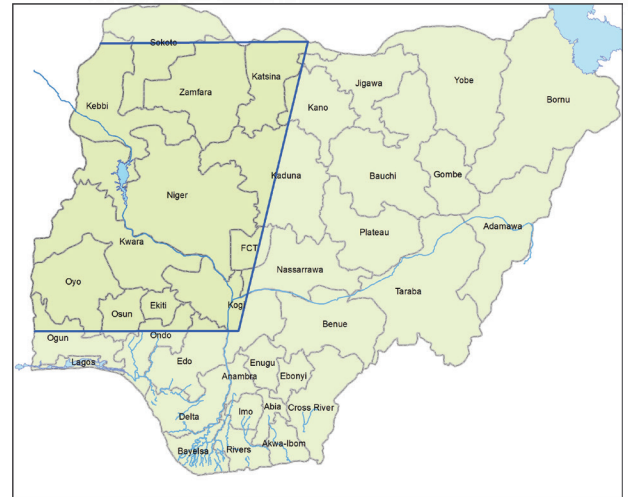 Sokoto
Katsina
Jigawa
Yobe
Bornu
Kebbi
Zamfara
Kano
Kaduna
Bauchi
Gombe
Niger
Plateau
Adamawa
Kwara
FCT
Nassarrawa
Oyo
Taraba
Osun
Ekiti
Kogi
Benue
Ogun
Ondo
Lagos
Edo
Enugu
Anambra
Ebonyi
Delta
Imo
Abia
Cross River
Bayelsa
Rivers
Akwa-Ibom